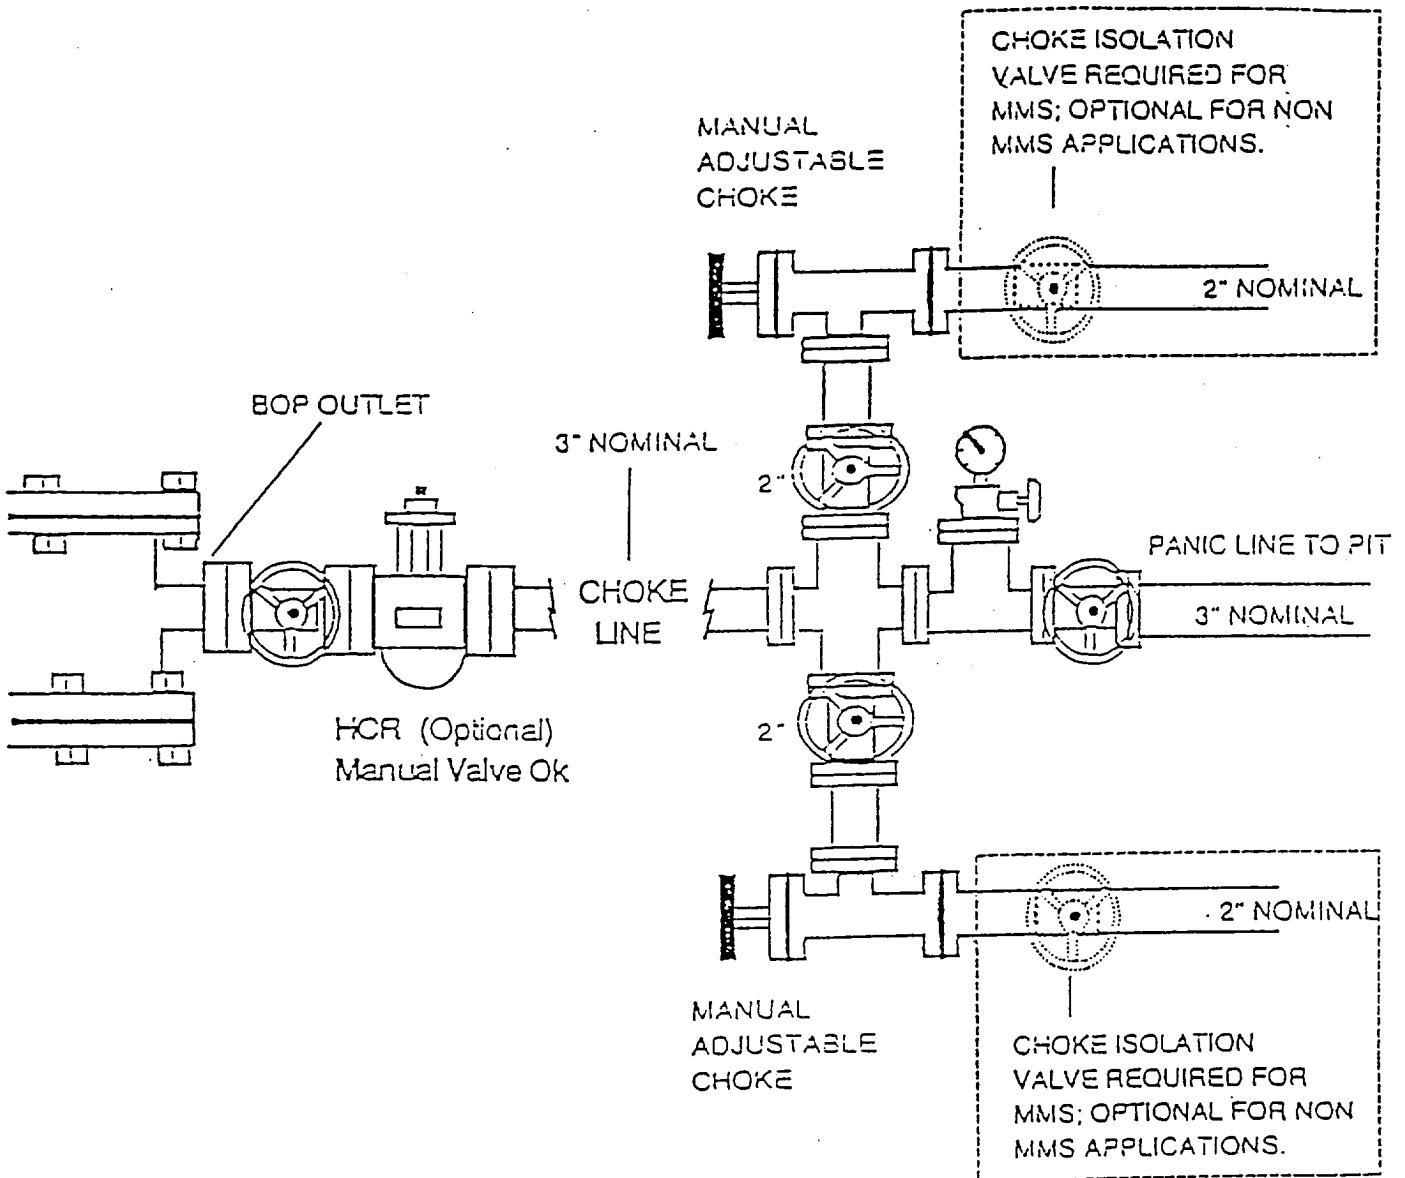 CHOKE ISOLATION
VALVE REQUIRED FOR
MMS; OPTIONAL FOR NON
MMS APPLICATIONS.
MANUAL
ADJUSTABLE
CHOKE
2" NOMINAL
BOP OUTLET
3" NOMINAL
2"
PANIC LINE TO PIT
CHOKE
LINE
3" NOMINAL
HCR (Optional)
Manual Valve Ok
2"
2" NOMINAL
MANUAL
ADJUSTABLE
CHOKE
CHOKE ISOLATION
VALVE REQUIRED FOR
MMS; OPTIONAL FOR NON
MMS APPLICATIONS.